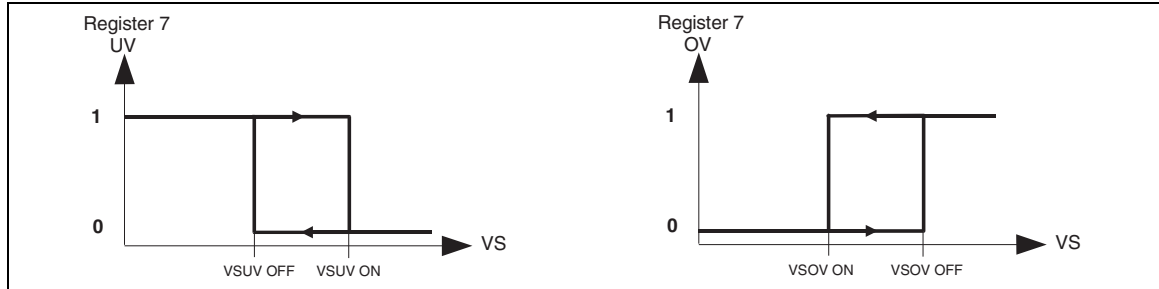 Register 7
UV
1
0
VS
VSUV OFF
VSUV ON
Register 7
OV
1
0
VS
VSOV ON
VSOV OFF